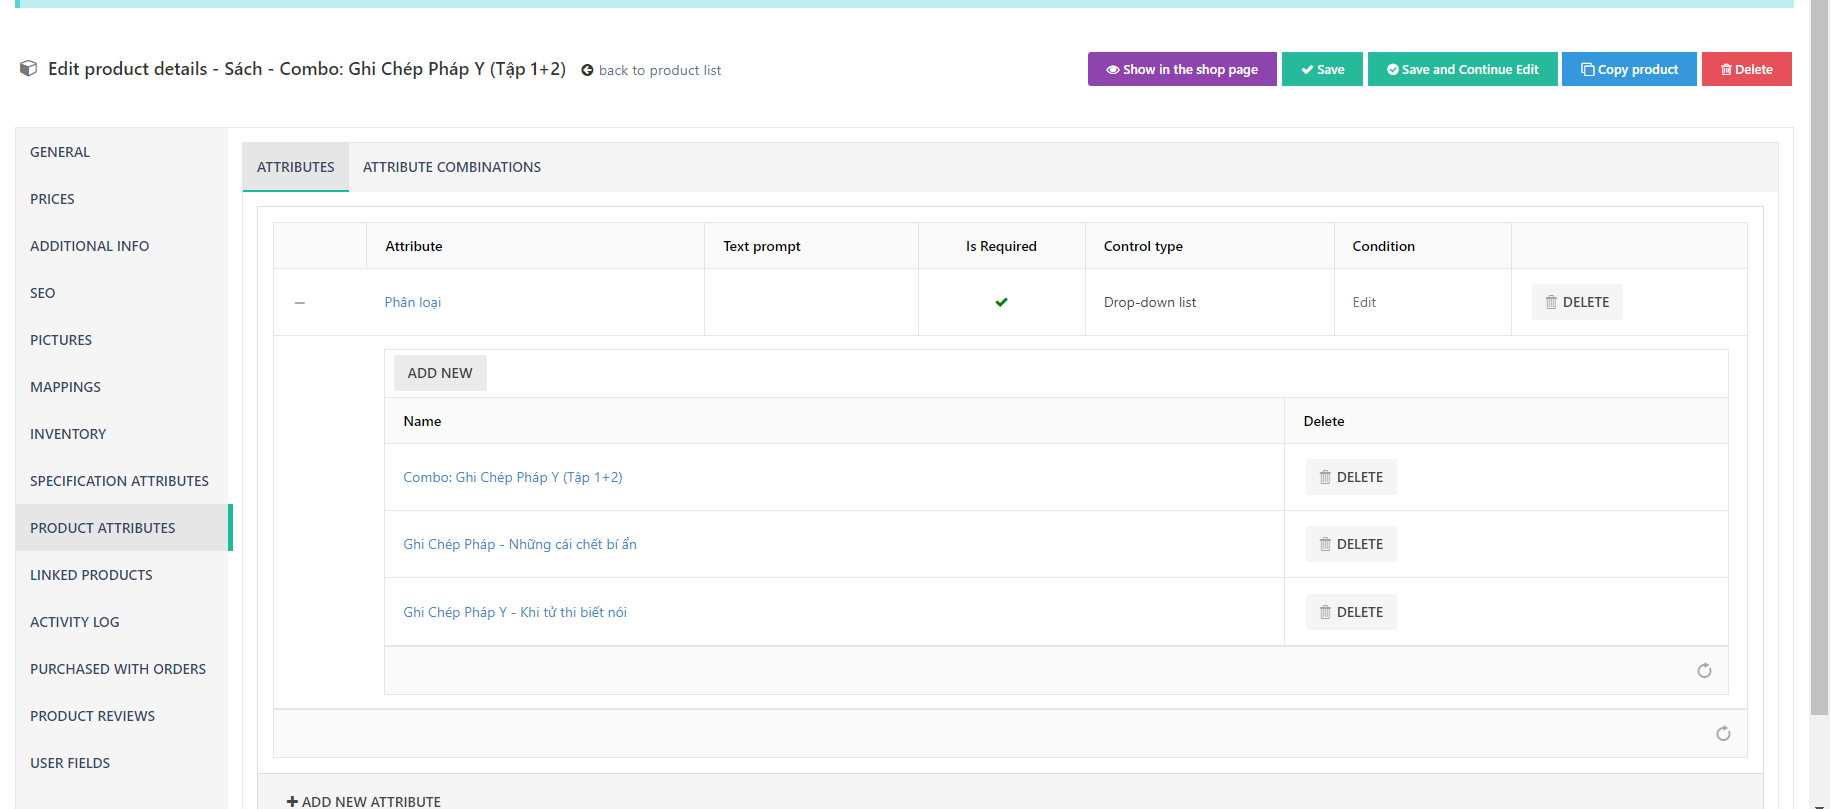 Edit product details - Sách - Combo: Ghi Chép Pháp Y (Tập 1+2) back to product list
Show in the shop page
Save
Save and Continue Edit
Copy product
Delete
GENERAL
PRICES
ADDITIONAL INFO
SEO
PICTURES
MAPPINGS
INVENTORY
SPECIFICATION ATTRIBUTES
PRODUCT ATTRIBUTES
LINKED PRODUCTS
ACTIVITY LOG
PURCHASED WITH ORDERS
PRODUCT REVIEWS
USER FIELDS
ATTRIBUTES ATTRIBUTE COMBINATIONS
Attribute Text prompt Is Required Control type Condition
Phân loại Drop-down list Edit DELETE
ADD NEW
Name Delete
Combo: Ghi Chép Pháp Y (Tập 1+2) DELETE
Ghi Chép Pháp - Những cái chết bí ẩn DELETE
Ghi Chép Pháp Y - Khi tử thi biết nói DELETE
ADD NEW ATTRIBUTE